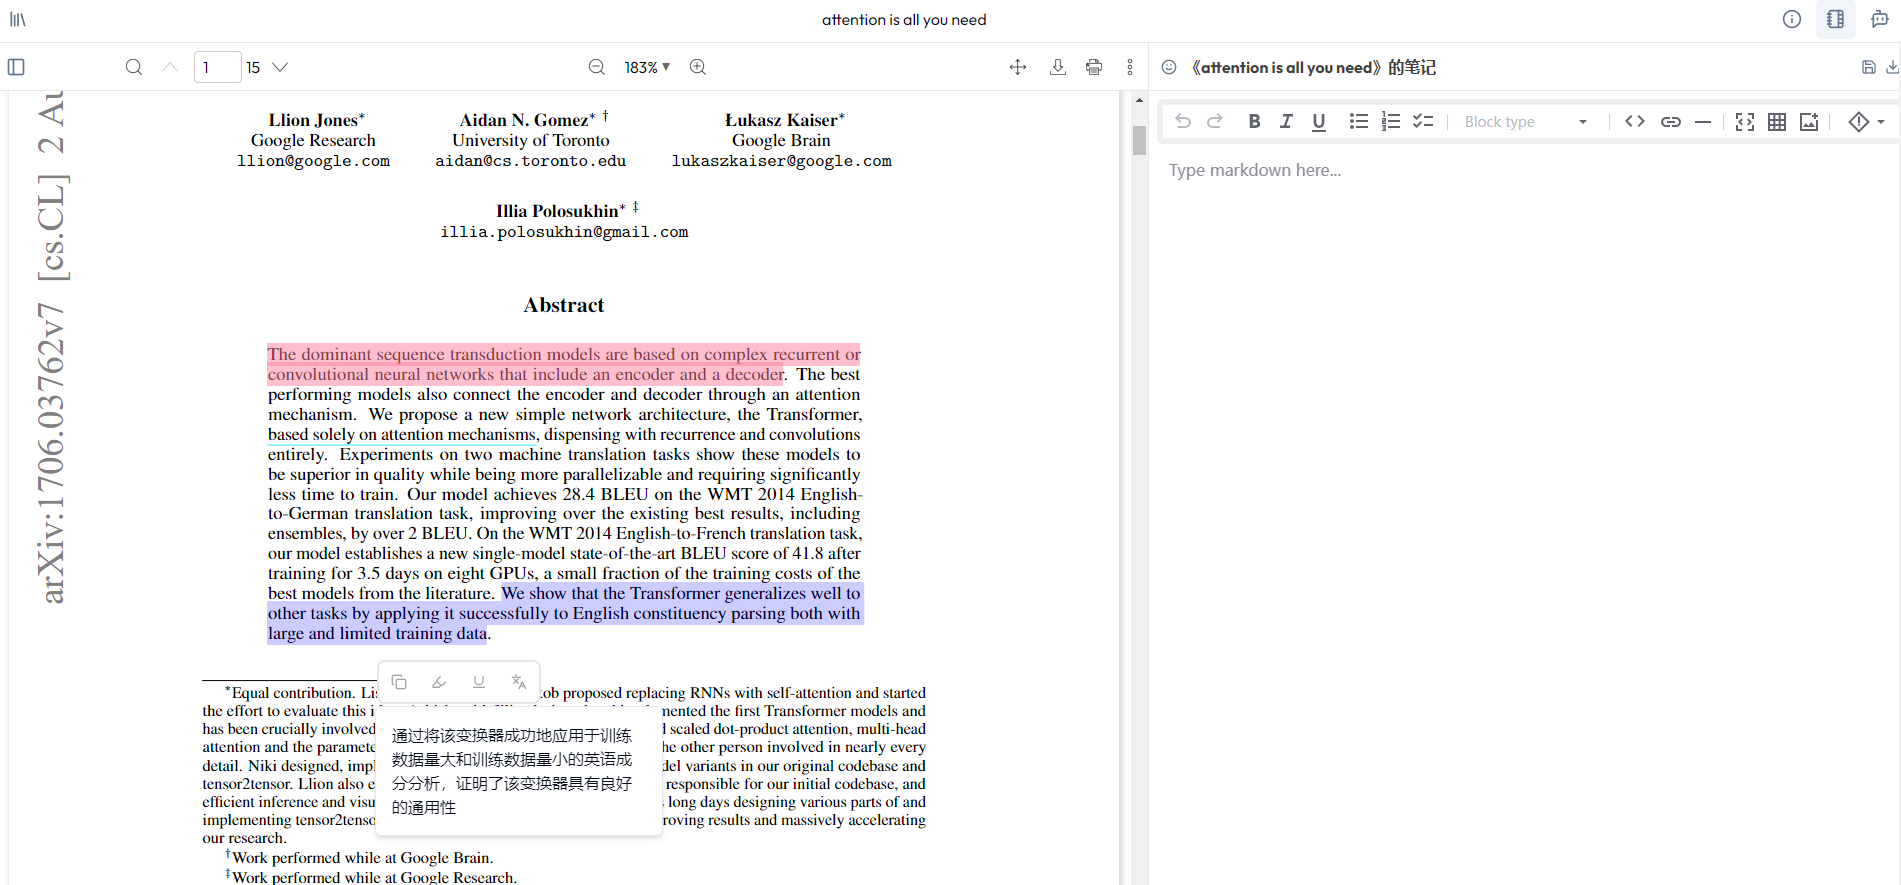 attention is all you need
1 15
183%
《attention is all you need》的笔记
Block type
Type markdown here...
arXiv:1706.03762v7 [cs.CL] 2 Au
Llion Jones* Aidan N. Gomez* † Łukasz Kaiser*
Google Research University of Toronto Google Brain
llion@google.com aidan@cs.toronto.edu lukaszkaiser@google.com
Illia Polosukhin* ‡
illia.polosukhin@gmail.com
Abstract
The dominant sequence transduction models are based on complex recurrent or
convolutional neural networks that include an encoder and a decoder. The best
performing models also connect the encoder and decoder through an attention
mechanism. We propose a new simple network architecture, the Transformer,
based solely on attention mechanisms, dispensing with recurrence and convolutions
entirely. Experiments on two machine translation tasks show these models to
be superior in quality while being more parallelizable and requiring significantly
less time to train. Our model achieves 28.4 BLEU on the WMT 2014 English-
to-German translation task, improving over the existing best results, including
ensembles, by over 2 BLEU. On the WMT 2014 English-to-French translation task,
our model establishes a new single-model state-of-the-art BLEU score of 41.8 after
training for 3.5 days on eight GPUs, a small fraction of the training costs of the
best models from the literature. We show that the Transformer generalizes well to
other tasks by applying it successfully to English constituency parsing both with
large and limited training data.
*Equal contribution. Lis ob proposed replacing RNNs with self-attention and started
the effort to evaluate this i mented the first Transformer models and
has been crucially involved scaled dot-product attention, multi-head
attention and the paramete he other person involved in nearly every
detail. Niki designed, impl del variants in our original codebase and
tensor2tensor. Llion also e responsible for our initial codebase, and
efficient inference and visu long days designing various parts of and
implementing tensor2tenso roving results and massively accelerating
our research.
†Work performed while at Google Brain.
‡Work performed while at Google Research.
通过将该变换器成功地应用于训练
数据量大和训练数据量小的英语成
分分析，证明了该变换器具有良好
的通用性